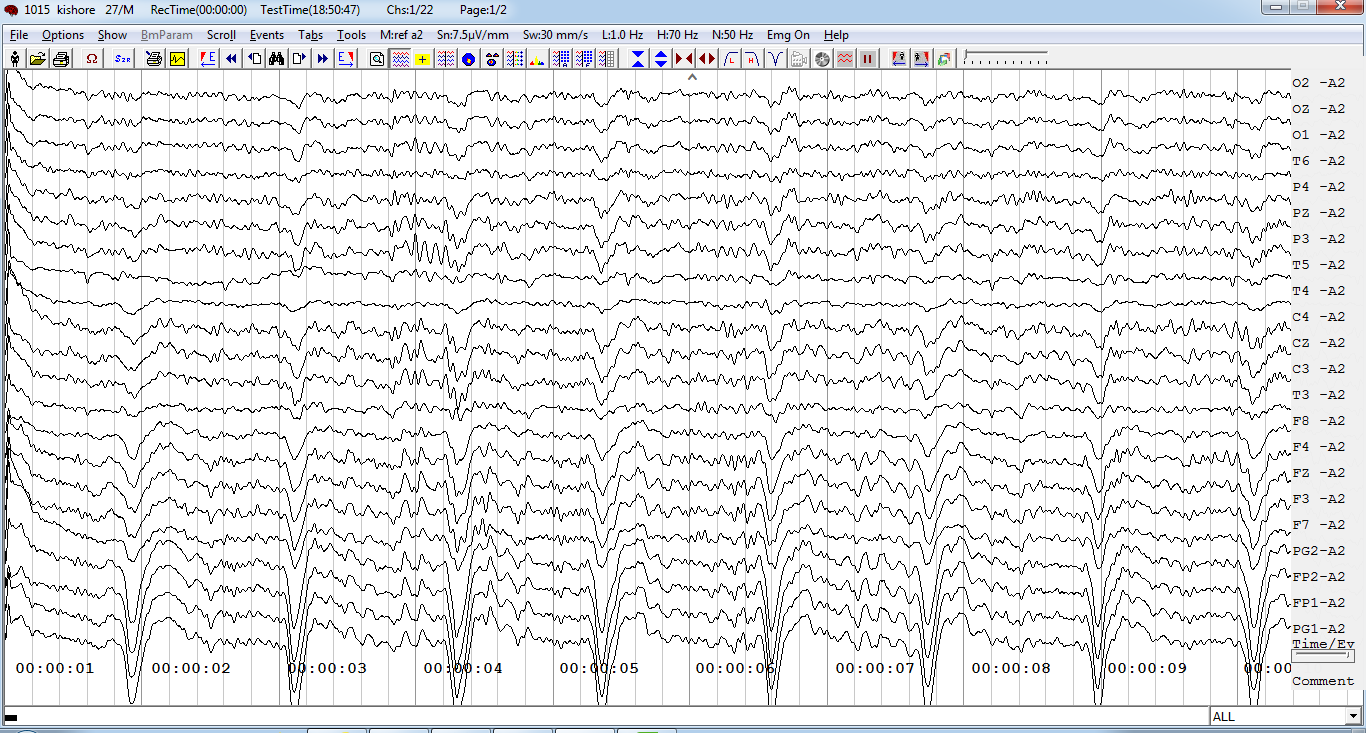 1015 kishore 27/M RecTime(00:00:00) TestTime(18:50:47) Chs:1/22 Page:1/2
File Options Show BmParam Scroll Events Tabs Tools M:ref a2 Sn:7.5µV/mm Sw:30 mm/s L:1.0 Hz H:70 Hz N:50 Hz Emg On Help
O2 -A2
OZ -A2
O1 -A2
T6 -A2
P4 -A2
PZ -A2
P3 -A2
T5 -A2
T4 -A2
C4 -A2
CZ -A2
C3 -A2
T3 -A2
F8 -A2
F4 -A2
FZ -A2
F3 -A2
F7 -A2
PG2-A2
FP2-A2
FP1-A2
PG1-A2
Time/Ev
00:00:01 00:00:02 00:00:03 00:00:04 00:00:05 00:00:06 00:00:07 00:00:08 00:00:09 00:00
Comment
ALL